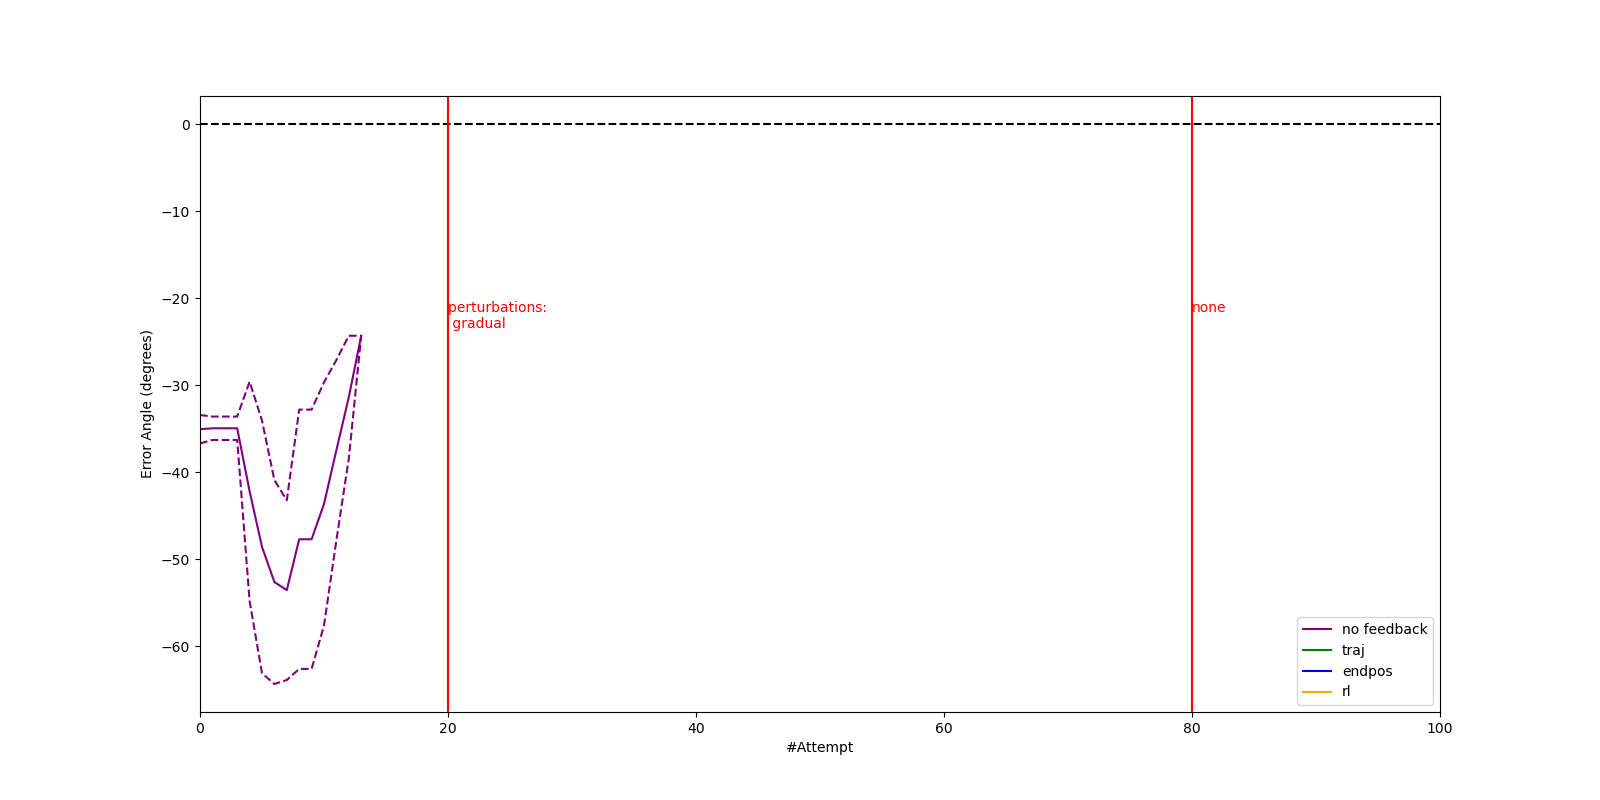 0
−10
−20
−30
−40
−50
−60
Error Angle (degrees)
perturbations:
gradual
none
no feedback
traj
endpos
rl
0
20
40
60
80
100
#Attempt